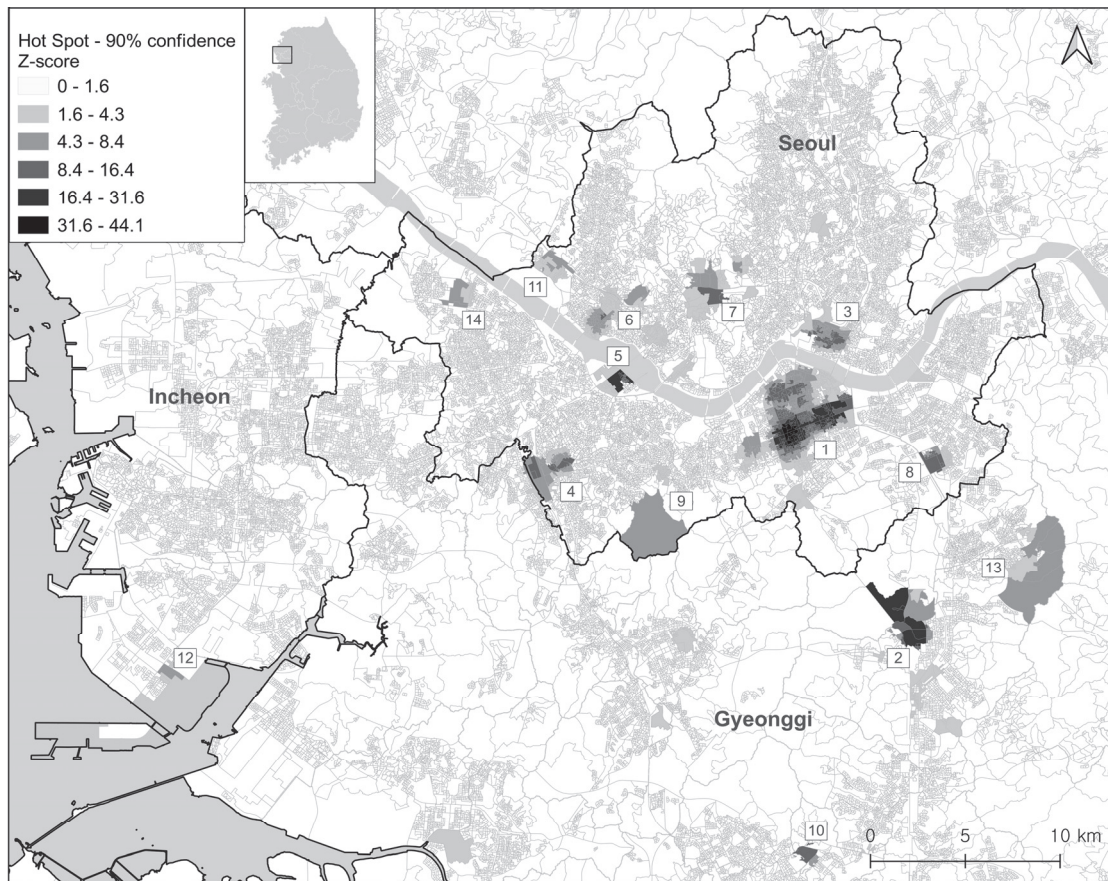 Hot Spot - 90% confidence
Z-score
0 - 1.6
1.6 - 4.3
4.3 - 8.4
8.4 - 16.4
16.4 - 31.6
31.6 - 44.1
Seoul
11
14
6
7
3
5
Incheon
1
8
4
9
13
12
2
Gyeonggi
10
0 5 10 km